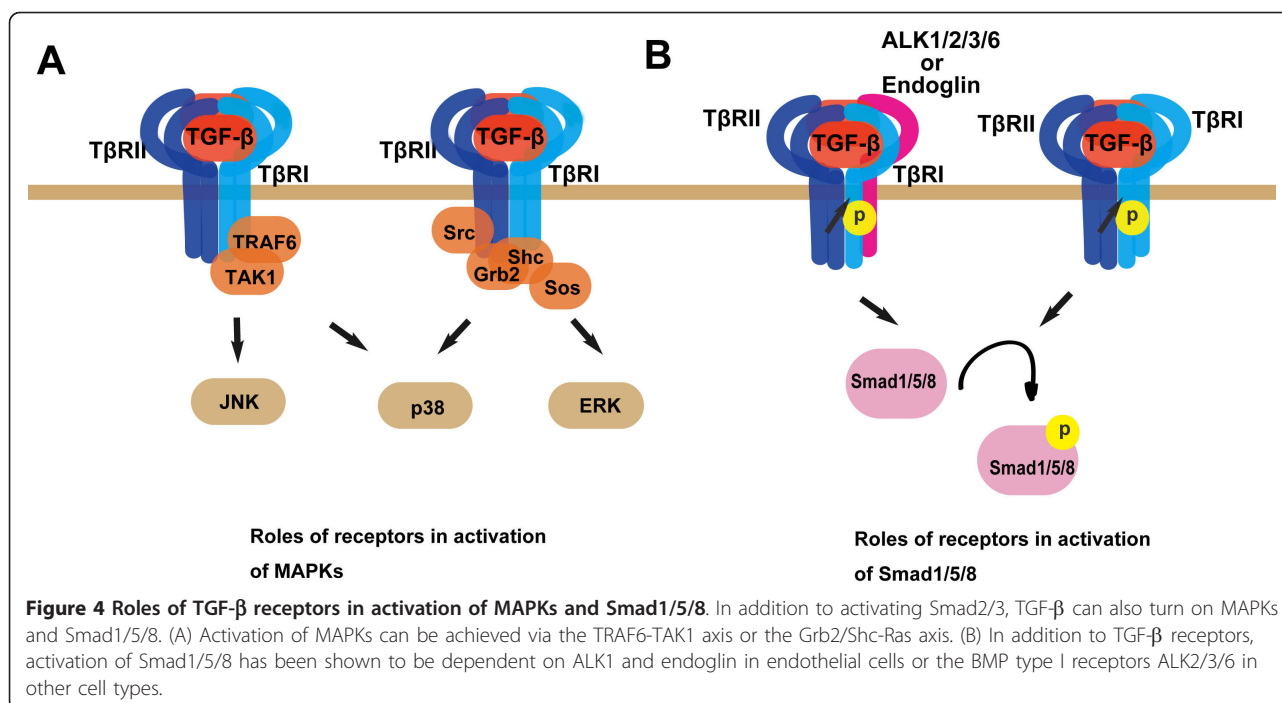 A
TβRII
TGF-β
TβRI
TRAF6
TAK1
TβRII
TGF-β
Src
Grb2
Shc
Sos
JNK
p38
ERK
Roles of receptors in activation
of MAPKs
B
ALK1/2/3/6
or
Endoglin
TβRII
TGF-β
TβRI
p
TβRII
TGF-β
TβRI
p
Smad1/5/8
p
Smad1/5/8
Roles of receptors in activation
of Smad1/5/8
Figure 4 Roles of TGF-β receptors in activation of MAPKs and Smad1/5/8. In addition to activating Smad2/3, TGF-β can also turn on MAPKs
and Smad1/5/8. (A) Activation of MAPKs can be achieved via the TRAF6-TAK1 axis or the Grb2/Shc-Ras axis. (B) In addition to TGF-β receptors,
activation of Smad1/5/8 has been shown to be dependent on ALK1 and endoglin in endothelial cells or the BMP type I receptors ALK2/3/6 in
other cell types.